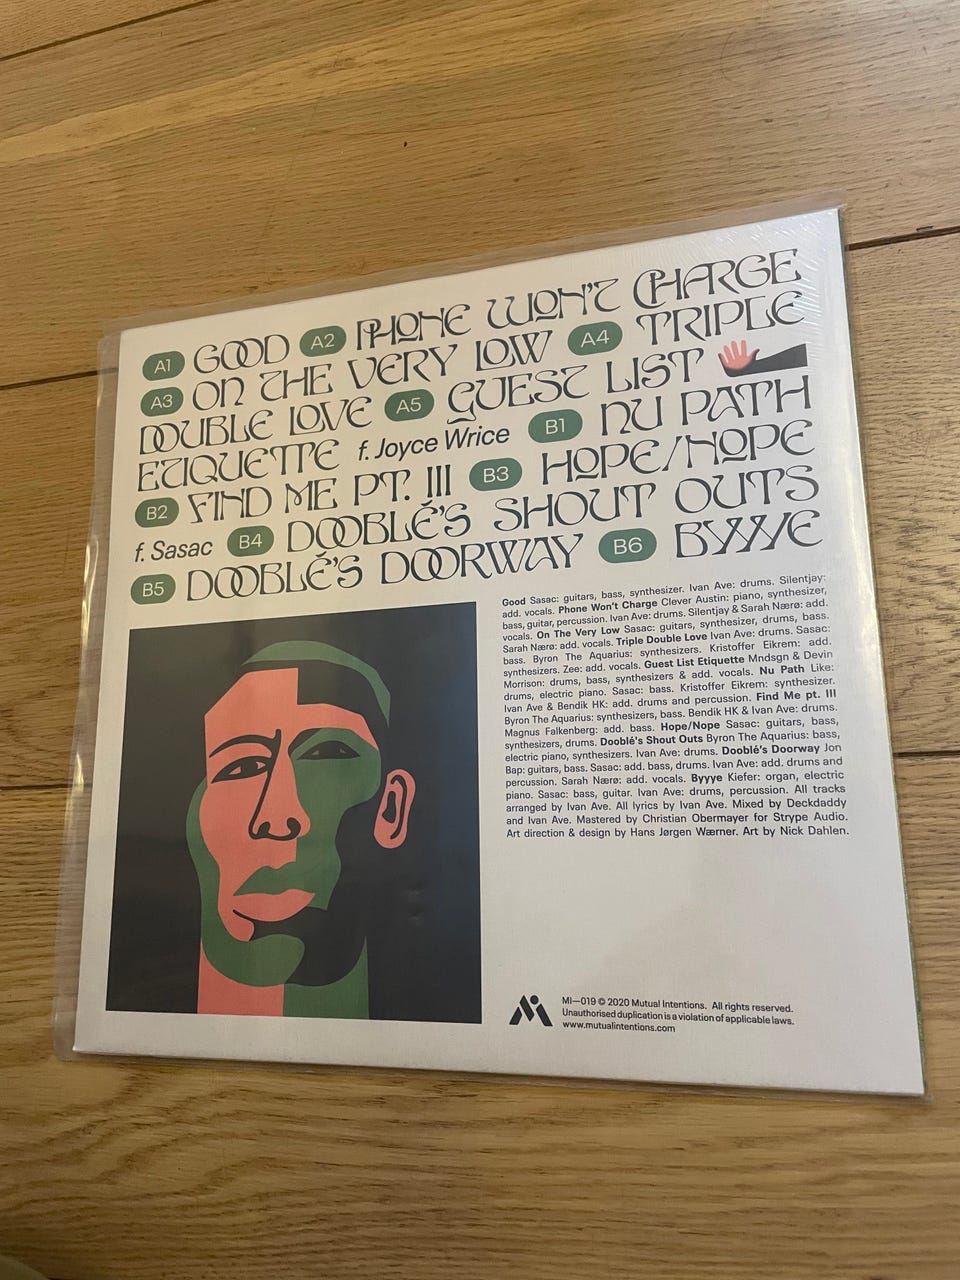 A1 GOOD A2 PHONE WON'T CHARGE
A3 ON THE VERY LOW A4 TRIPLE
DOUBLE LOVE A5 GUEST LIST
ETIQUETTE f. Joyce Wrice B1 NU PATH
B2 FIND ME PT. III B3 HOPE/NOPE
f. Sasac B4 DOOBLĚ'S SHOUT OUTS
B5 DOOBLĚ'S DOORWAY B6 BYYYE
Good Sasac: guitars, bass, synthesizer. Ivan Ave: drums. Silentjay:
add. vocals. Phone Won't Charge Clever Austin: piano, synthesizer,
bass, guitar, percussion. Ivan Ave: drums. Silentjay & Sarah Nærø: add.
vocals. On The Very Low Sasac: guitars, synthesizer, drums, bass.
Sarah Nærø: add. vocals. Triple Double Love Ivan Ave: drums. Sasac:
bass. Byron The Aquarius: synthesizers. Kristoffer Eikrem: add.
synthesizers. Zee: add. vocals. Guest List Etiquette Mndsgn & Devin
Morrison: drums, bass, synthesizers & add. vocals. Nu Path Like:
drums, electric piano. Sasac: bass. Kristoffer Eikrem: synthesizer.
Ivan Ave & Bendik HK: add. drums and percussion. Find Me pt. III
Byron The Aquarius: synthesizers, bass. Bendik HK & Ivan Ave: drums.
Magnus Falkenberg: add. bass. Hope/Nope Sasac: guitars, bass,
synthesizers, drums. Dooblé's Shout Outs Byron The Aquarius: bass,
electric piano, synthesizers. Ivan Ave: drums. Dooblé's Doorway Jon
Bap: guitars, bass. Sasac: add. bass, drums. Ivan Ave: add. drums and
percussion. Sarah Nærø: add. vocals. Byyye Kiefer: organ, electric
piano. Sasac: bass, guitar. Ivan Ave: drums, percussion. All tracks
arranged by Ivan Ave. All lyrics by Ivan Ave. Mixed by Deckdaddy
and Ivan Ave. Mastered by Christian Obermayer for Strype Audio.
Art direction & design by Hans Jørgen Wærner. Art by Nick Dahlen.
MI—019 © 2020 Mutual Intentions. All rights reserved.
Unauthorised duplication is a violation of applicable laws.
www.mutualintentions.com